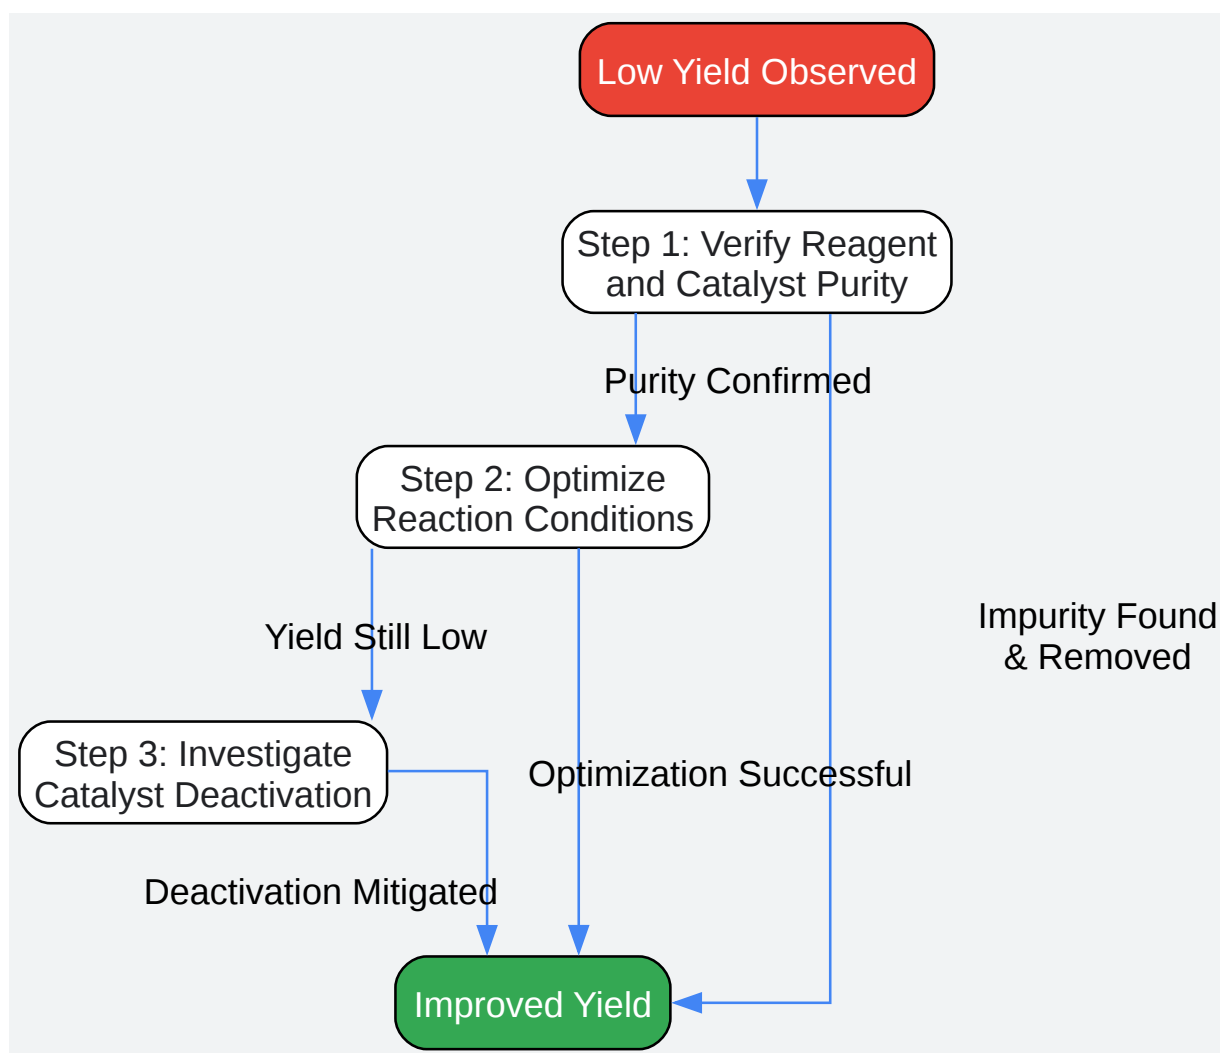 Low Yield Observed
Step 1: Verify Reagent
and Catalyst Purity
Purity Confirmed
Step 2: Optimize
Reaction Conditions
Impurity Found
& Removed
Yield Still Low
Step 3: Investigate
Catalyst Deactivation
Optimization Successful
Deactivation Mitigated
Improved Yield